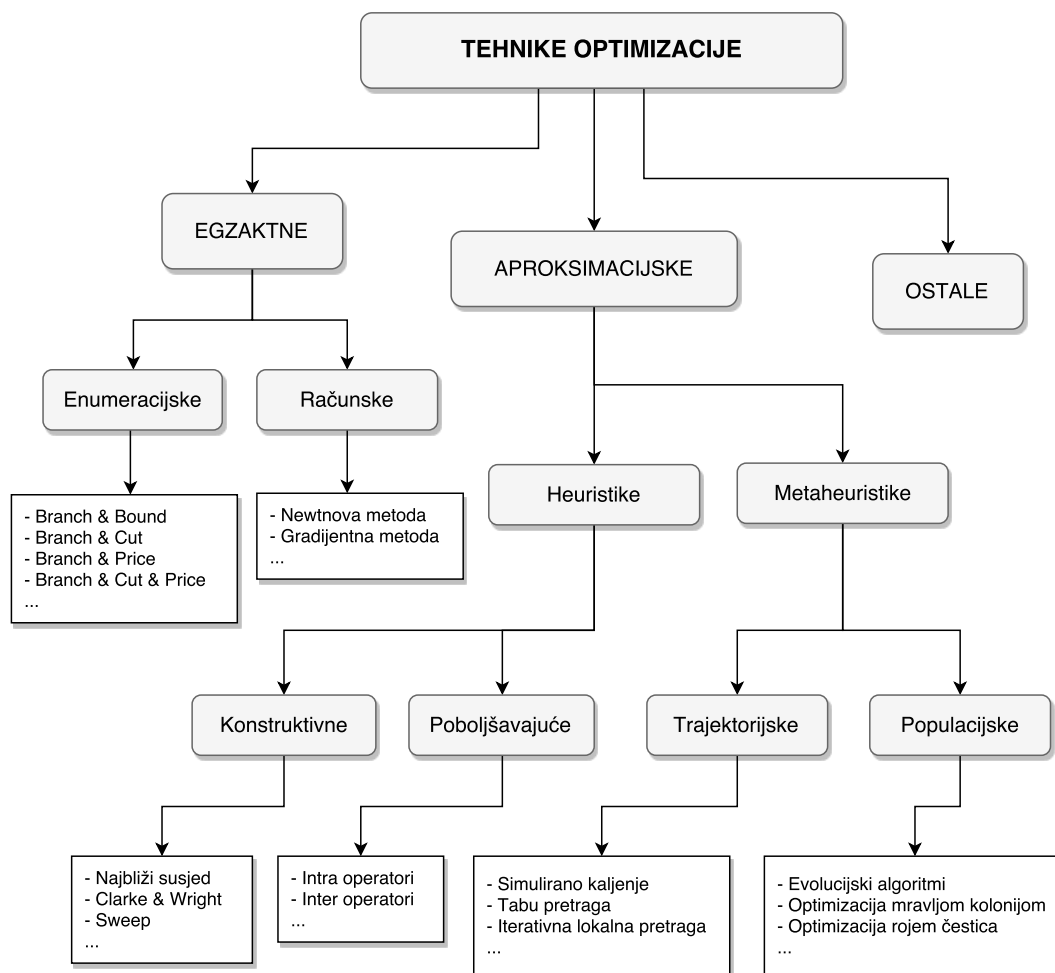 TEHNIKE OPTIMIZACIJE
EGZAKTNE
APROKSIMACIJSKE
OSTALE
Enumeracijske
Računske
Heuristike
Metaheuristike
- Branch & Bound
- Branch & Cut
- Branch & Price
- Branch & Cut & Price
...
- Newtnova metoda
- Gradijentna metoda
...
Konstruktivne
Poboljšavajuće
Trajektorijske
Populacijske
- Najbliži susjed
- Clarke & Wright
- Sweep
...
- Intra operatori
- Inter operatori
...
- Simulirano kaljenje
- Tabu pretraga
- Iterativna lokalna pretraga
...
- Evolucijski algoritmi
- Optimizacija mravljom kolonijom
- Optimizacija rojem čestica
...